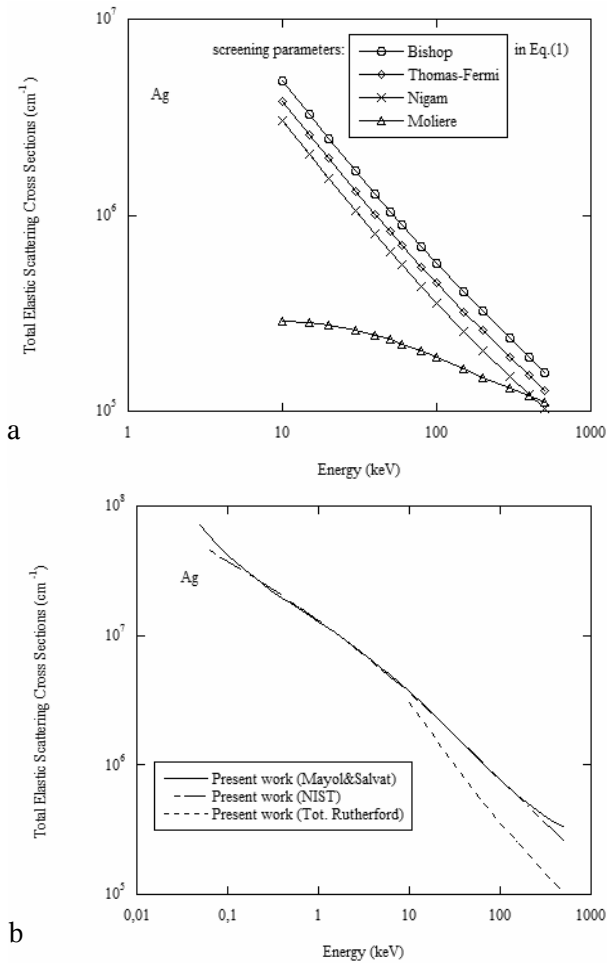 10^7
screening parameters:
Bishop
in Eq.(1)
Thomas-Fermi
Nigam
Moliere
Ag
Total Elastic Scattering Cross Sections (cm^-1)
10^6
10^5
1
10
100
1000
Energy (keV)
a
10^8
Ag
Total Elastic Scattering Cross Sections (cm^-1)
10^7
10^6
Present work (Mayol&Salvat)
Present work (NIST)
Present work (Tot. Rutherford)
10^5
0,01
0,1
1
10
100
1000
Energy (keV)
b